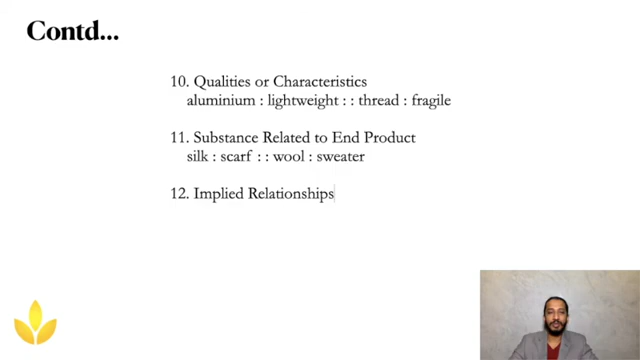 Contd...
10. Qualities or Characteristics
aluminium : lightweight : : thread : fragile
11. Substance Related to End Product
silk : scarf : : wool : sweater
12. Implied Relationships